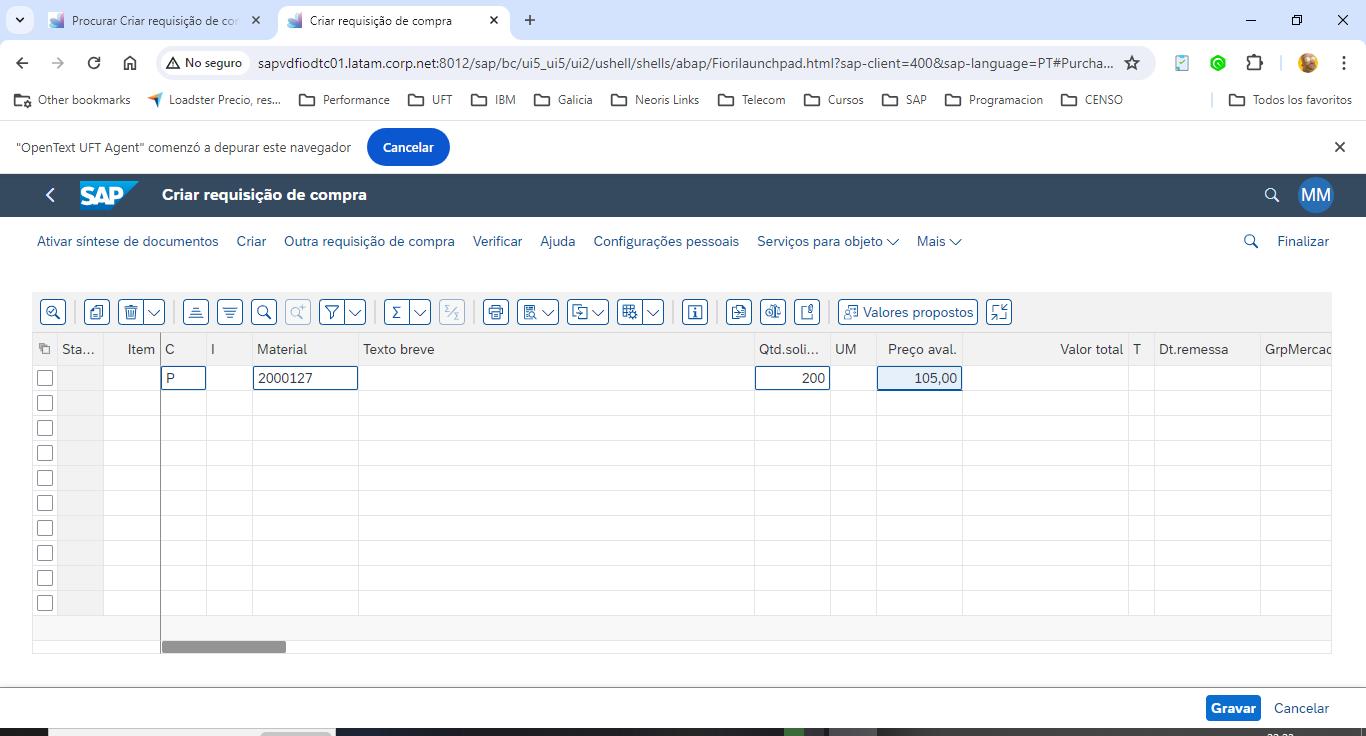 Procurar Criar requisição de co
Criar requisição de compra
No seguro
sapvdfiodtc01.latam.corp.net:8012/sap/bc/ui5_ui5/ui2/ushell/shells/abap/Fiorilaunchpad.html?sap-client=400&sap-language=PT#Purcha...
Other bookmarks
Loadster Precio, res...
Performance
UFT
IBM
Galicia
Neoris Links
Telecom
Cursos
SAP
Programacion
CENSO
Todos los favoritos
"OpenText UFT Agent" comenzó a depurar este navegador
Cancelar
SAP
Criar requisição de compra
MM
Ativar síntese de documentos
Criar
Outra requisição de compra
Verificar
Ajuda
Configurações pessoais
Serviços para objeto
Mais
Finalizar
Valores propostos
Sta... Item C I Material Texto breve Qtd.soli... UM Preço aval. Valor total T Dt.remessa GrpMercad
P 2000127 200 105,00
Gravar
Cancelar